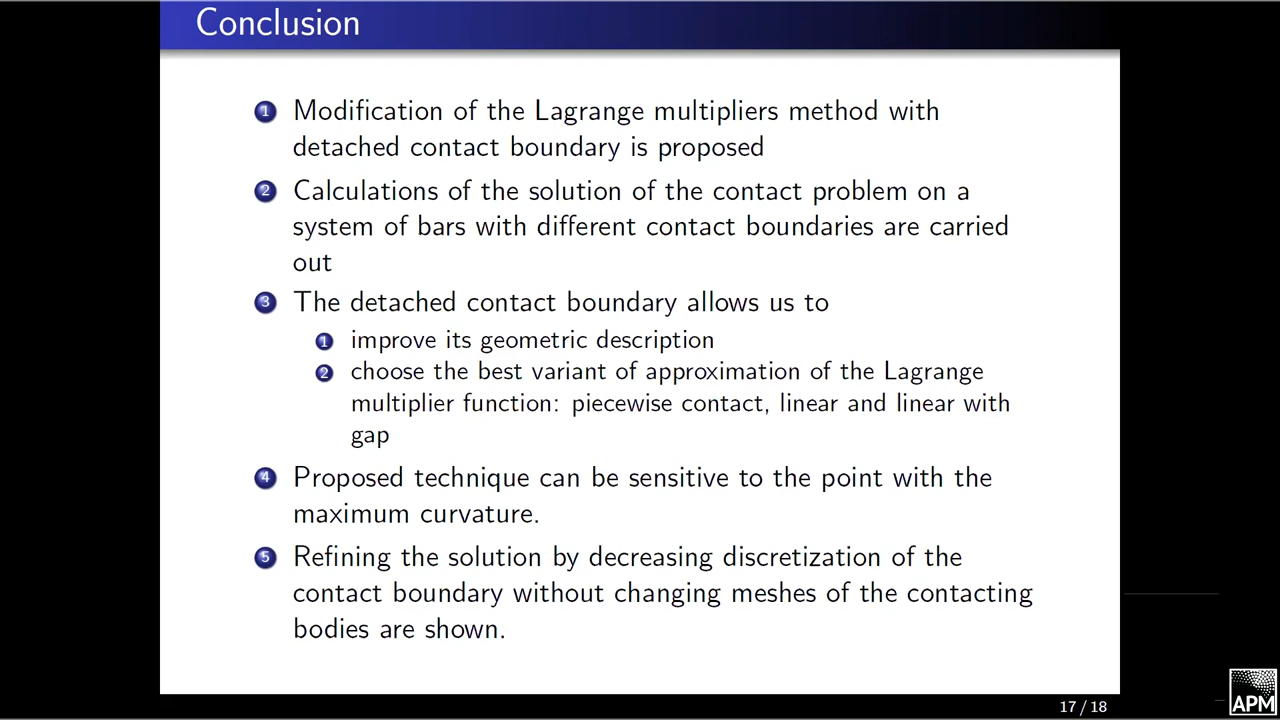 Conclusion
1 Modification of the Lagrange multipliers method with
detached contact boundary is proposed
2 Calculations of the solution of the contact problem on a
system of bars with different contact boundaries are carried
out
3 The detached contact boundary allows us to
1 improve its geometric description
2 choose the best variant of approximation of the Lagrange
multiplier function: piecewise contact, linear and linear with
gap
4 Proposed technique can be sensitive to the point with the
maximum curvature.
5 Refining the solution by decreasing discretization of the
contact boundary without changing meshes of the contacting
bodies are shown.
17 / 18
APM